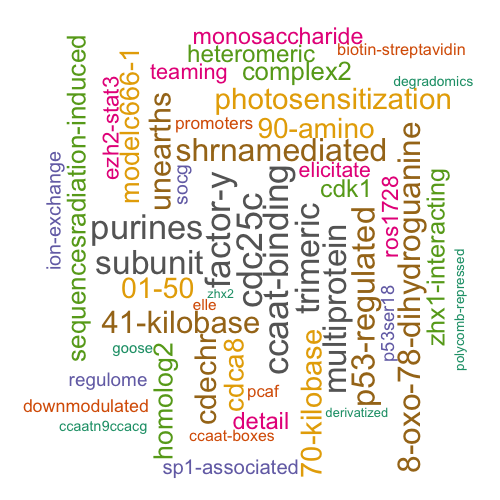 monosaccharide
heteromeric
biotin-streptavidin
teaming
complex2
degradomics
photosensitization
promoters
90-amino
shrnamediated
elicitate
cdk1
sequencesradiation-induced
ezh2-stat3
modelc666-1
unearths
socg
ion-exchange
purines
subunit
factor-y
cdc25c
ccaat-binding
trimeric
multiprotein
p53-regulated
ros1728
8-oxo-78-dihydroguanine
zhx1-interacting
polycomb-repressed
p53ser18
01-50
zhx2
elle
41-kilobase
goose
homolog2
regulome
cdechr
cdca8
pcaf
70-kilobase
derivatized
downmodulated
detail
ccaatn9ccacg
ccaat-boxes
sp1-associated